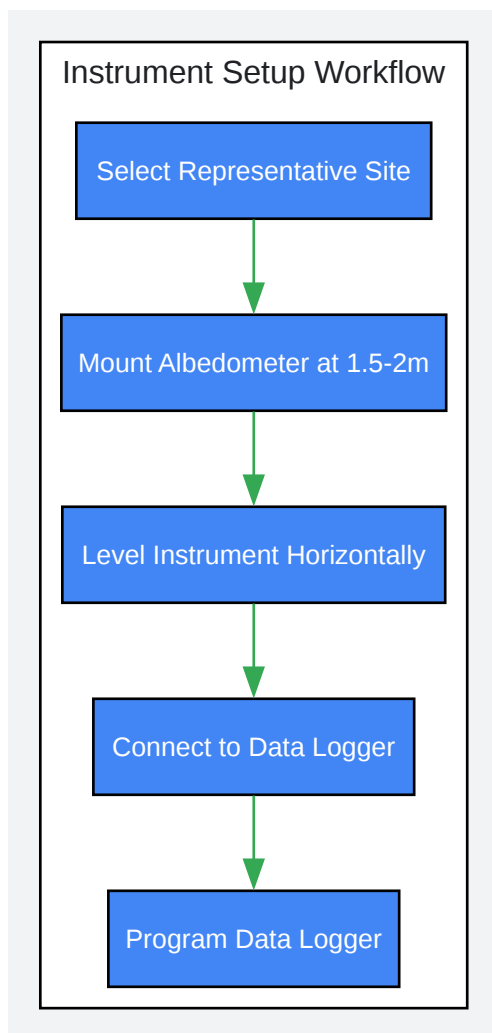 Instrument Setup Workflow
Select Representative Site
Mount Albedometer at 1.5-2m
Level Instrument Horizontally
Connect to Data Logger
Program Data Logger